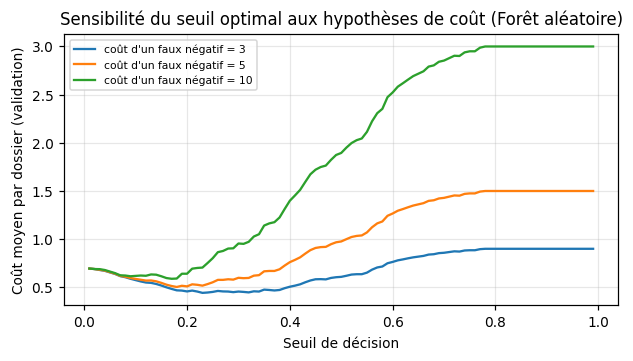 Sensibilité du seuil optimal aux hypothèses de coût (Forêt aléatoire)
coût d'un faux négatif = 3
coût d'un faux négatif = 5
coût d'un faux négatif = 10
Coût moyen par dossier (validation)
3.0
2.5
2.0
1.5
1.0
0.5
0.0 0.2 0.4 0.6 0.8 1.0
Seuil de décision